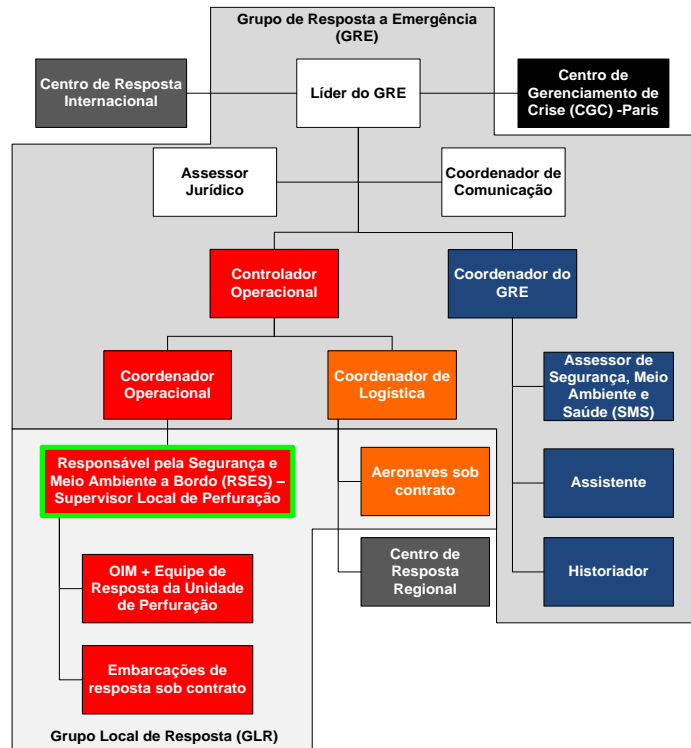 Grupo de Resposta a Emergência
(GRE)
Centro de Resposta
Internacional
Líder do GRE
Centro de
Gerenciamento de
Crise (CGC) -Paris
Assessor
Jurídico
Coordenador de
Comunicação
Controlador
Operacional
Coordenador do
GRE
Coordenador
Operacional
Coordenador de
Logística
Assessor de
Segurança, Meio
Ambiente e
Saúde (SMS)
Responsável pela Segurança e
Meio Ambiente a Bordo (RSES) –
Supervisor Local de Perfuração
Aeronaves sob
contrato
Assistente
OIM + Equipe de
Resposta da Unidade
de Perfuração
Centro de
Resposta
Regional
Historiador
Embarcações de
resposta sob contrato
Grupo Local de Resposta (GLR)